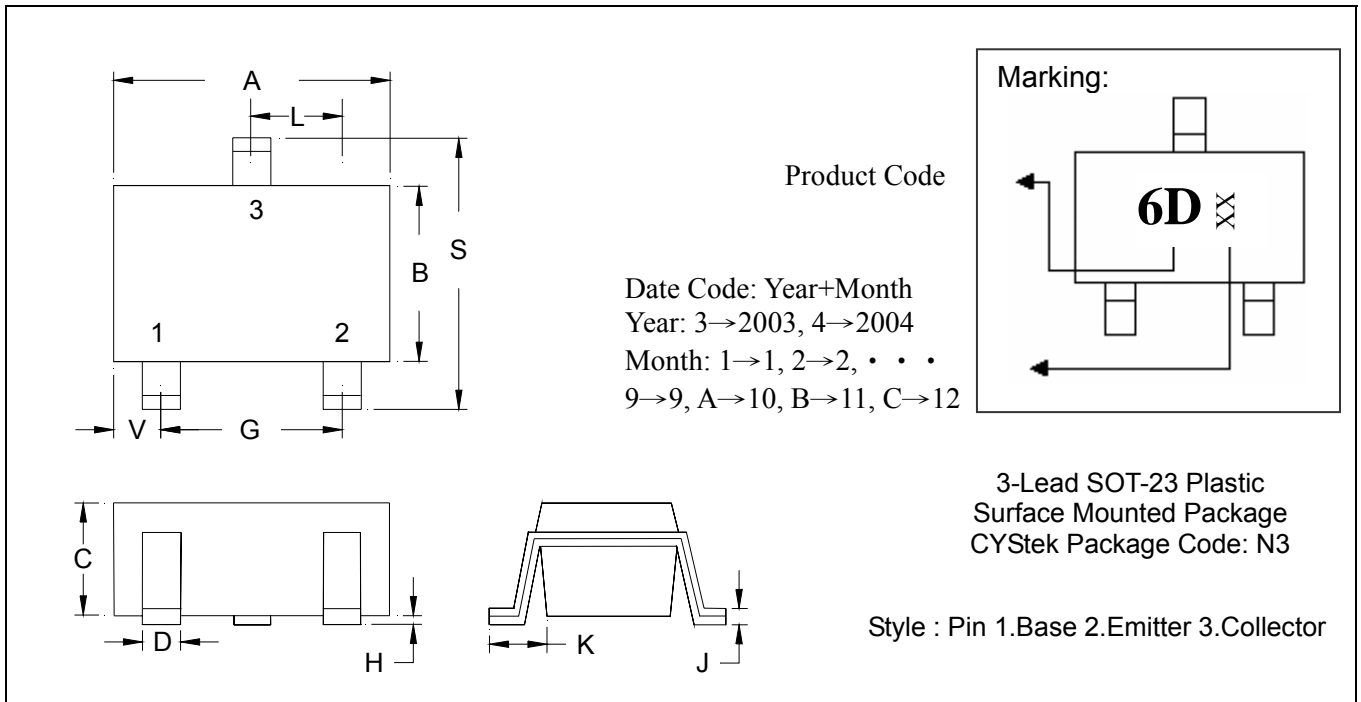 A
L
3
S
B
1
2
V
G
C
D
H
K
J
Product Code
Date Code: Year+Month
Year: 3→2003, 4→2004
Month: 1→1, 2→2, ・・・
9→9, A→10, B→11, C→12
Marking:
6D XX
3-Lead SOT-23 Plastic
Surface Mounted Package
CYStek Package Code: N3
Style : Pin 1.Base 2.Emitter 3.Collector